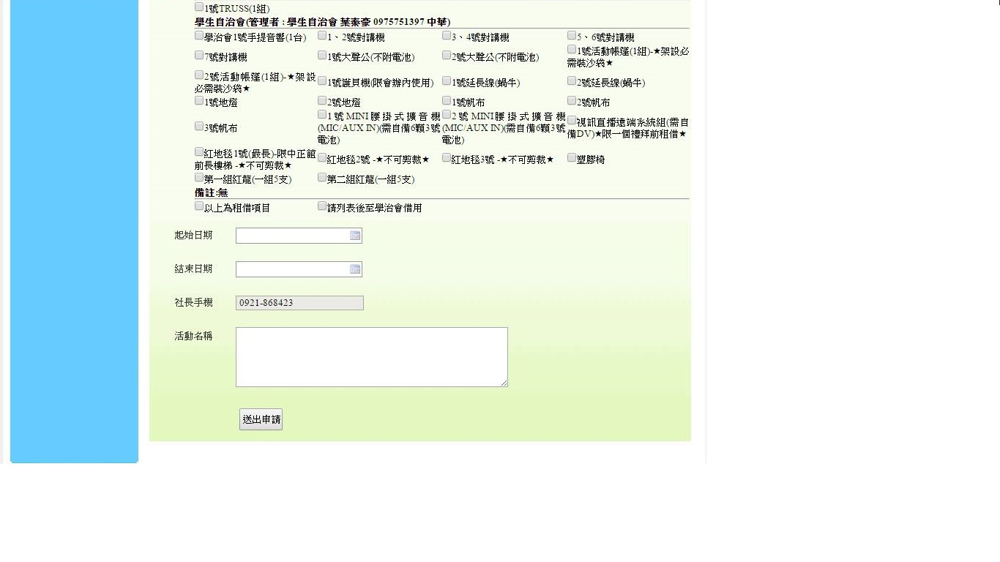 1號TRUSS(1組)
學生自治會(管理者 : 學生自治會 葉秦豪 0975751397 中華)
學治會1號手提音響(1台) 1、2號對講機 3、4號對講機 5、6號對講機
7號對講機 1號大聲公(不附電池) 2號大聲公(不附電池) 1號活動帳篷(1組)-★架設必
需裝沙袋★
2號活動帳篷(1組)-★架設
必需裝沙袋★
1號護貝機(限會辦內使用) 1號延長線(蝸牛) 2號延長線(蝸牛)
1號地燈 2號地燈 1號帆布 2號帆布
3號帆布
1號MINI腰掛式擴音機
(MIC/AUX IN)(需自備6顆3號
電池)
2號MINI腰掛式擴音機
(MIC/AUX IN)(需自備6顆3號
電池)
視訊直播遠端系統組(需自
備DV)★限一個禮拜前租借★
紅地毯1號(最長)-限中正館
前長樓梯 -★不可剪裁★
紅地毯2號 -★不可剪裁★ 紅地毯3號 -★不可剪裁★ 塑膠椅
第一組紅龍(一組5支) 第二組紅龍(一組5支)
備註:無
以上為租借項目 請列表後至學治會借用
起始日期
結束日期
社長手機 0921-868423
活動名稱
送出申請